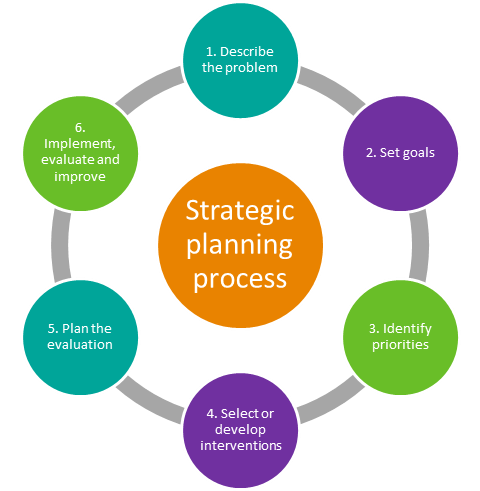 1. Describe
the problem
2. Set goals
3. Identify
priorities
4. Select or
develop
interventions
5. Plan the
evaluation
6.
Implement,
evaluate and
improve
Strategic
planning
process